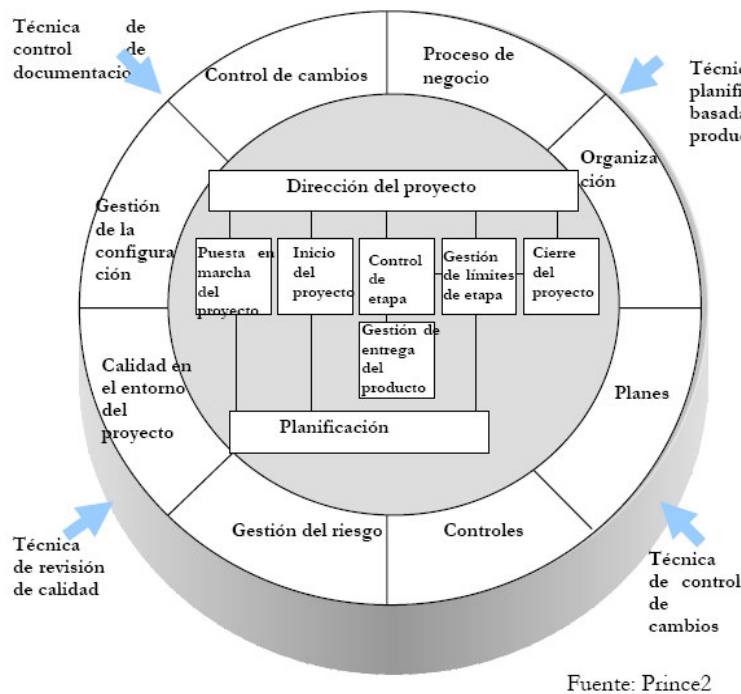 Técnica de
control de
documentacio
Control de cambios
Proceso de
negocio
Técnic
planifi
basada
produc
Organiza
ción
Gestión
de la
configura
ción
Dirección del proyecto
Puesta en
marcha
del
proyecto
Inicio
del
proyecto
Control
de
etapa
Gestión
de límites
de etapa
Cierre
del
proyecto
Gestión de
entrega
del
producto
Calidad en
el entorno
del
proyecto
Planes
Planificación
Gestión del riesgo
Controles
Técnica
de revisión
de calidad
Técnica
de control
de
cambios
Fuente: Prince2